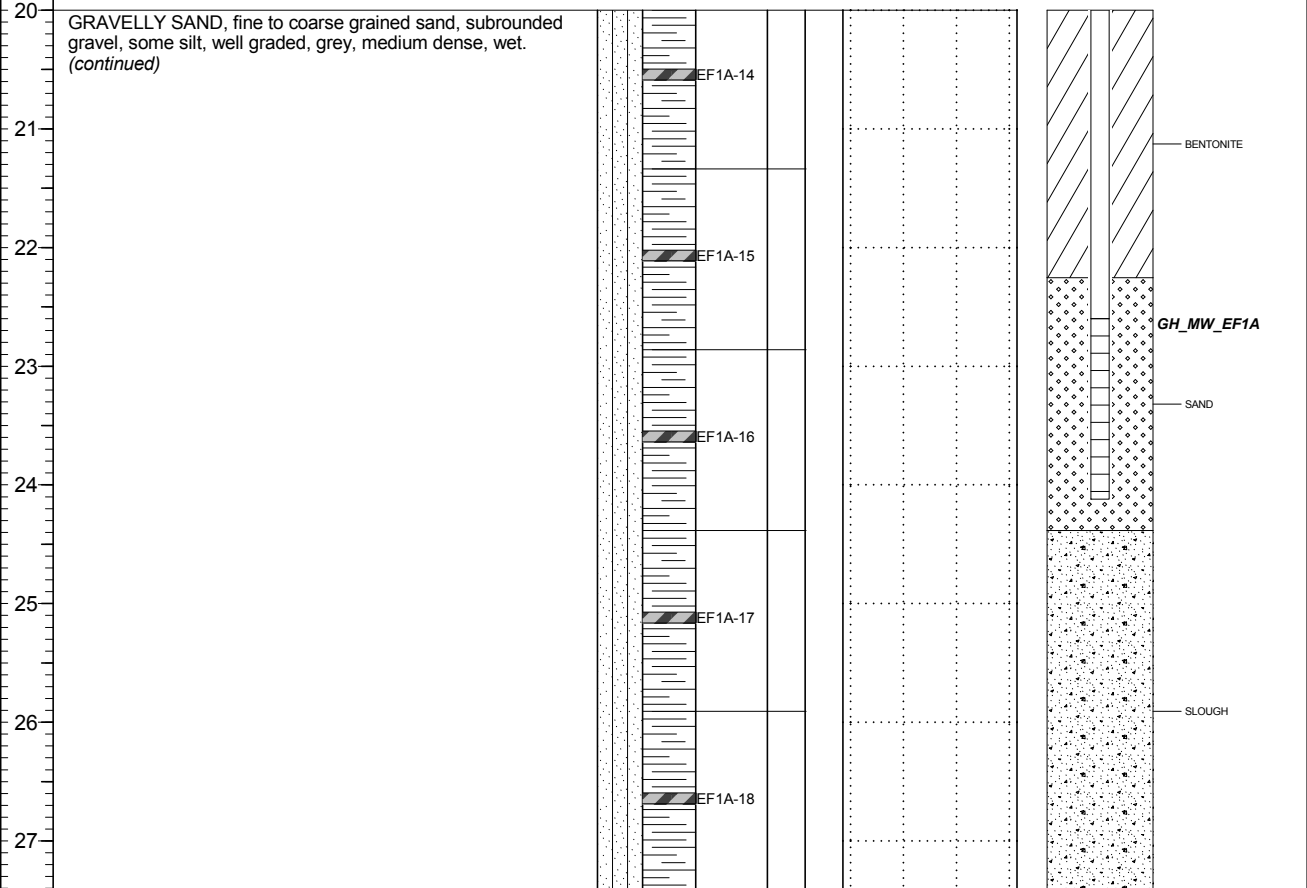 20
GRAVELLY SAND, fine to coarse grained sand, subrounded
gravel, some silt, well graded, grey, medium dense, wet.
(continued)
EF1A-14
21
BENTONITE
22
EF1A-15
GH_MW_EF1A
23
SAND
EF1A-16
24
25
EF1A-17
26
SLOUGH
EF1A-18
27